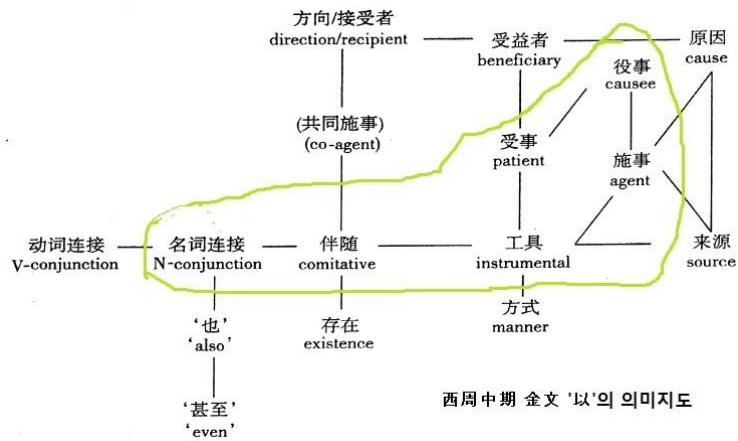 方向/接受者
direction/recipient
受益者
beneficiary
原因
cause
役事
causee
(共同施事)
(co-agent)
受事
patient
施事
agent
动词连接
V-conjunction
名词连接
N-conjunction
伴随
comitative
工具
instrumental
来源
source
‘也’
‘also’
存在
existence
方式
manner
‘甚至’
‘even’
西周中期 金文 '以'의 의미지도